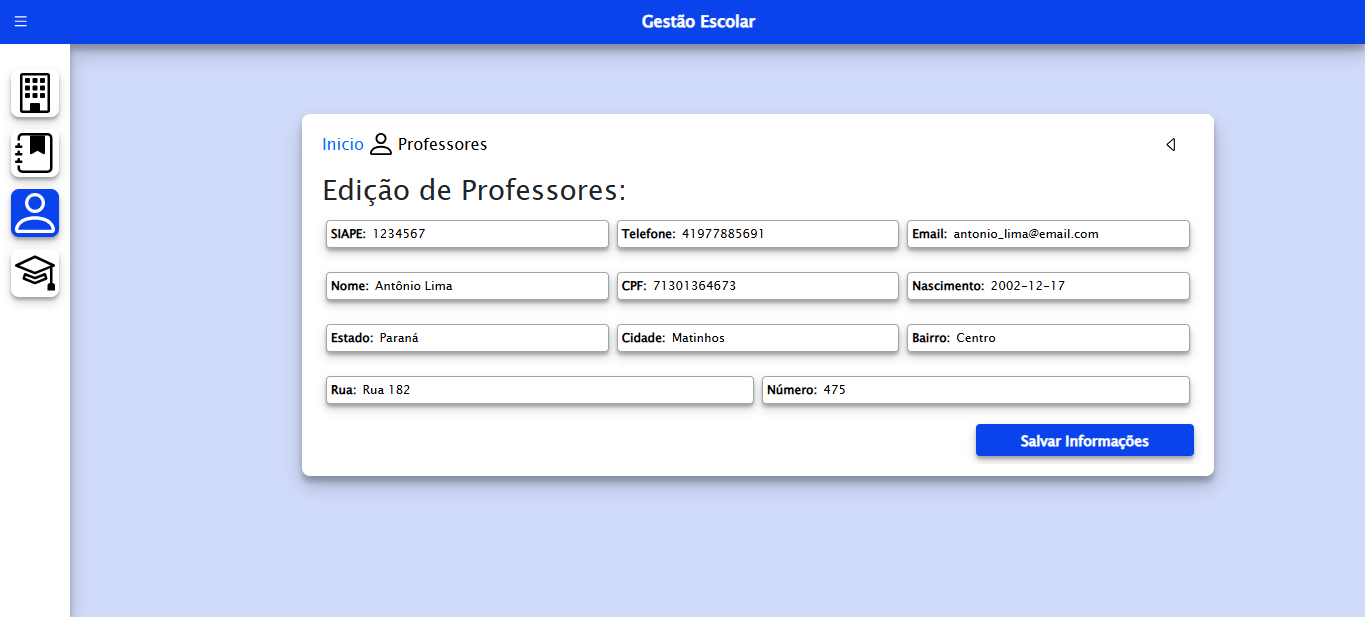 Gestão Escolar
Inicio Professores
Edição de Professores:
SIAPE: 1234567 Telefone: 41977885691 Email: antonio_lima@email.com
Nome: Antônio Lima CPF: 71301364673 Nascimento: 2002-12-17
Estado: Paraná Cidade: Matinhos Bairro: Centro
Rua: Rua 182 Número: 475
Salvar Informações